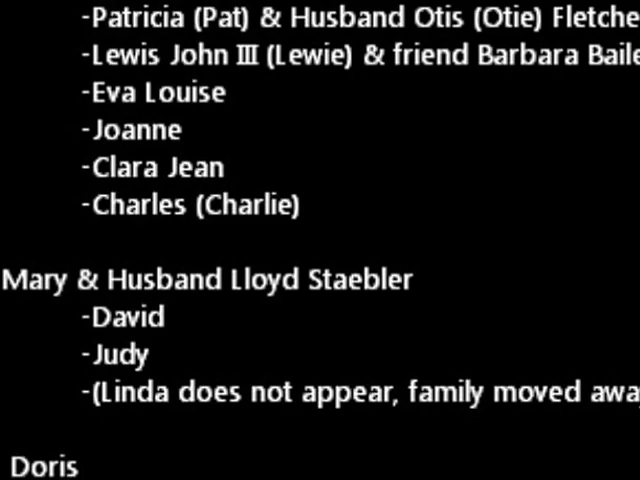 -Patricia (Pat) & Husband Otis (Otie) Fletche
-Lewis John III (Lewie) & friend Barbara Baile
-Eva Louise
-Joanne
-Clara Jean
-Charles (Charlie)
Mary & Husband Lloyd Staebler
-David
-Judy
-(Linda does not appear, family moved awa
Doris